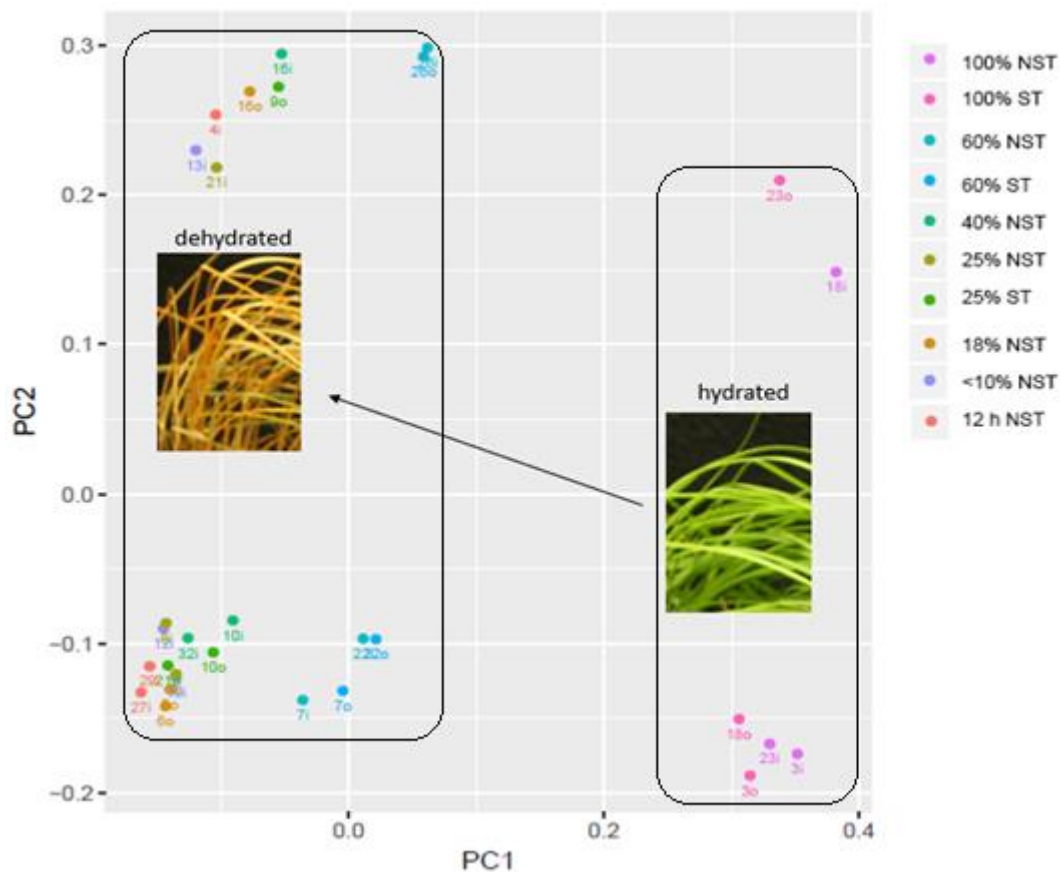 0.3
0.2
0.1
0.0
−0.1
−0.2
PC2
0.0
0.2
0.4
PC1
dehydrated
hydrated
16i
26o
16o
9o
4i
13i
21i
23o
10i
32i
10o
7i
7o
27i
6o
18o
23i
3i
3o
100% NST
100% ST
60% NST
60% ST
40% NST
25% NST
25% ST
18% NST
<10% NST
12 h NST